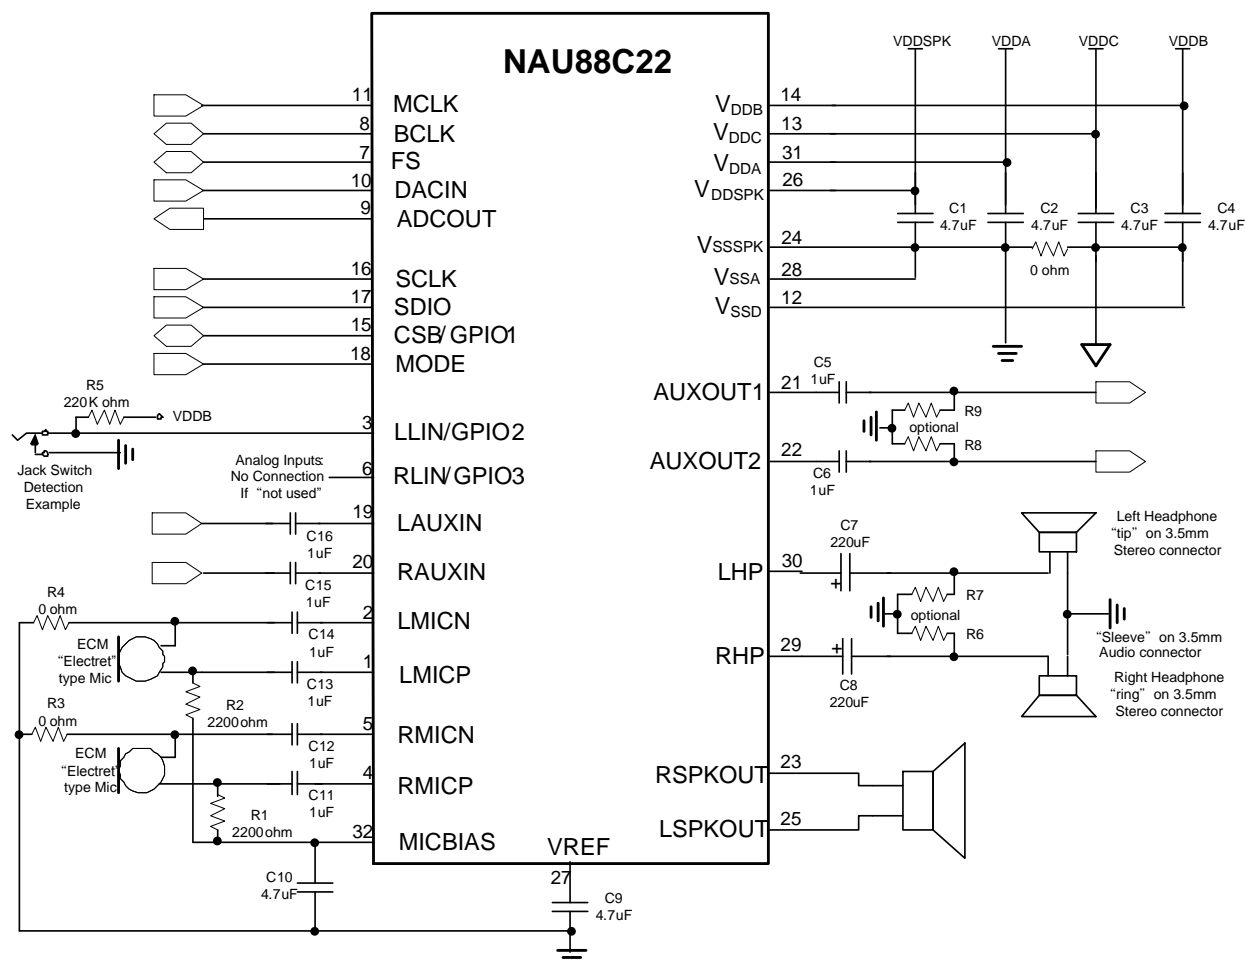 NAU88C22
VDDSPK
VDDA
VDDC
VDDB
11 MCLK
8 BCLK
7 FS
10 DACIN
9 ADCOUT
16 SCLK
17 SDIO
15 CSB/GPIO1
18 MODE
R5
220K ohm
VDDB
3 LLIN/GPIO2
Jack Switch
Detection
Example
Analog Inputs:
No Connection
If "not used"
6 RLIN/GPIO3
19 LAUXIN
C16
1uF
20 RAUXIN
C15
1uF
R4
0 ohm
2 LMICN
C14
1uF
ECM
"Electret"
type Mic
1 LMICP
C13
1uF
R3
0 ohm
R2
2200ohm
5 RMICN
C12
1uF
ECM
"Electret"
type Mic
4 RMICP
C11
1uF
R1
2200ohm
32 MICBIAS
C10
4.7uF
VREF
27
C9
4.7uF
VDDB 14
VDDC 13
VDDA 31
VDDSPK 26
C1
4.7uF
C2
4.7uF
C3
4.7uF
C4
4.7uF
VSSSPK 24
0 ohm
VSSA 28
VSSD 12
AUXOUT1 21
C5
1uF
R9
optional
R8
AUXOUT2 22
C6
1uF
C7
220uF
LHP 30
+
R7
optional
R6
RHP 29
+
C8
220uF
Left Headphone
"tip" on 3.5mm
Stereo connector
"Sleeve" on 3.5mm
Audio connector
Right Headphone
"ring" on 3.5mm
Stereo connector
RSPKOUT 23
LSPKOUT 25